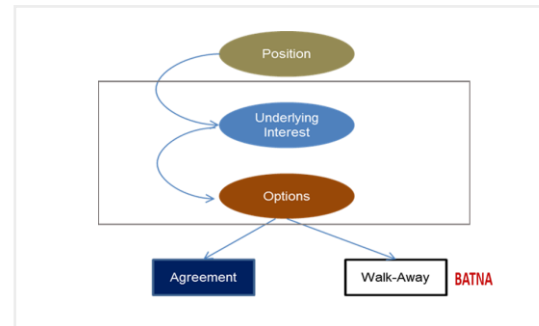 Position
Underlying
Interest
Options
Agreement
Walk-Away
BATNA